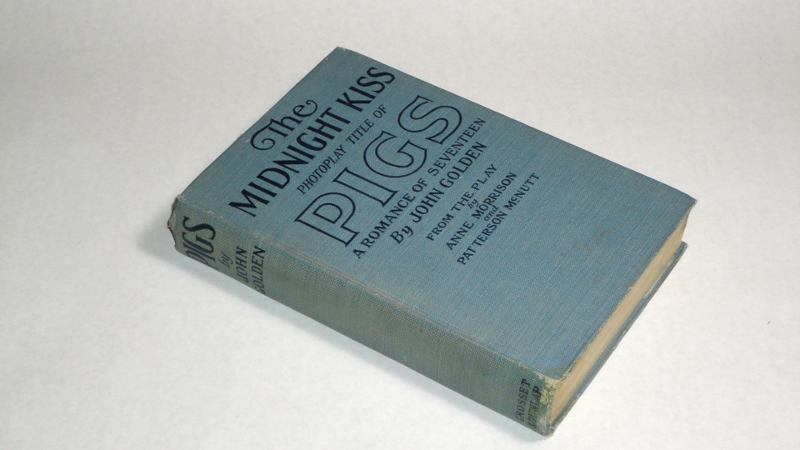 The
MIDNIGHT KISS
PHOTOPLAY TITLE OF
PIGS
A ROMANCE OF SEVENTEEN
By JOHN GOLDEN
FROM THE PLAY
by
ANNE MORRISON
and
PATTERSON McNUTT
PIGS
by
JOHN
GOLDEN
GROSSET
& DUNLAP